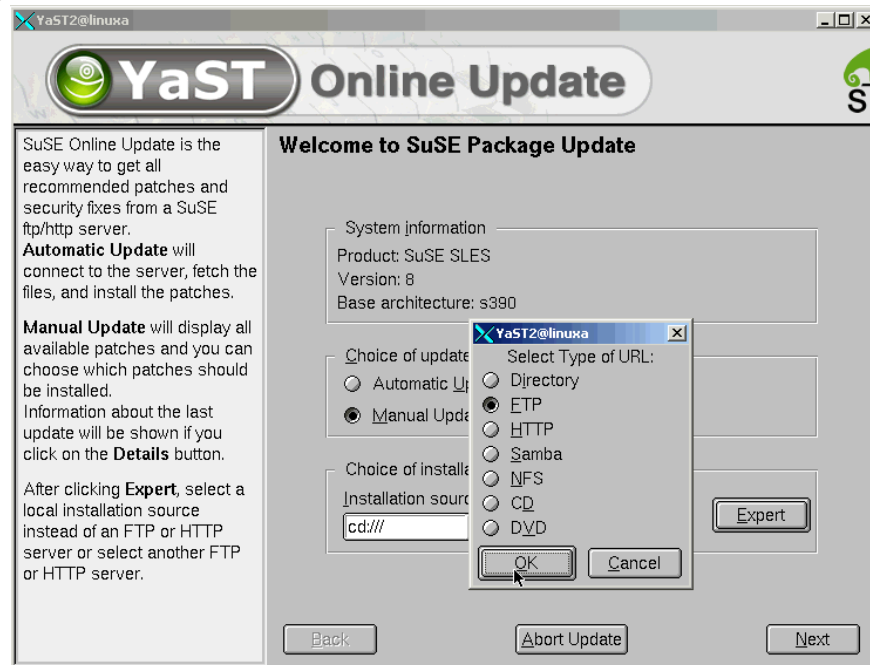 YaST2@linuxa
YaST Online Update
S
SuSE Online Update is the
easy way to get all
recommended patches and
security fixes from a SuSE
ftp/http server.
Automatic Update will
connect to the server, fetch the
files, and install the patches.
Manual Update will display all
available patches and you can
choose which patches should
be installed.
Information about the last
update will be shown if you
click on the Details button.
After clicking Expert, select a
local installation source
instead of an FTP or HTTP
server or select another FTP
or HTTP server.
Welcome to SuSE Package Update
System information
Product: SuSE SLES
Version: 8
Base architecture: s390
Choice of update
Automatic Up
Manual Upda
Choice of installa
Installation sourc
cd:///
Expert
YaST2@linuxa
Select Type of URL:
Directory
FTP
HTTP
Samba
NFS
CD
DVD
OK Cancel
Back Abort Update Next